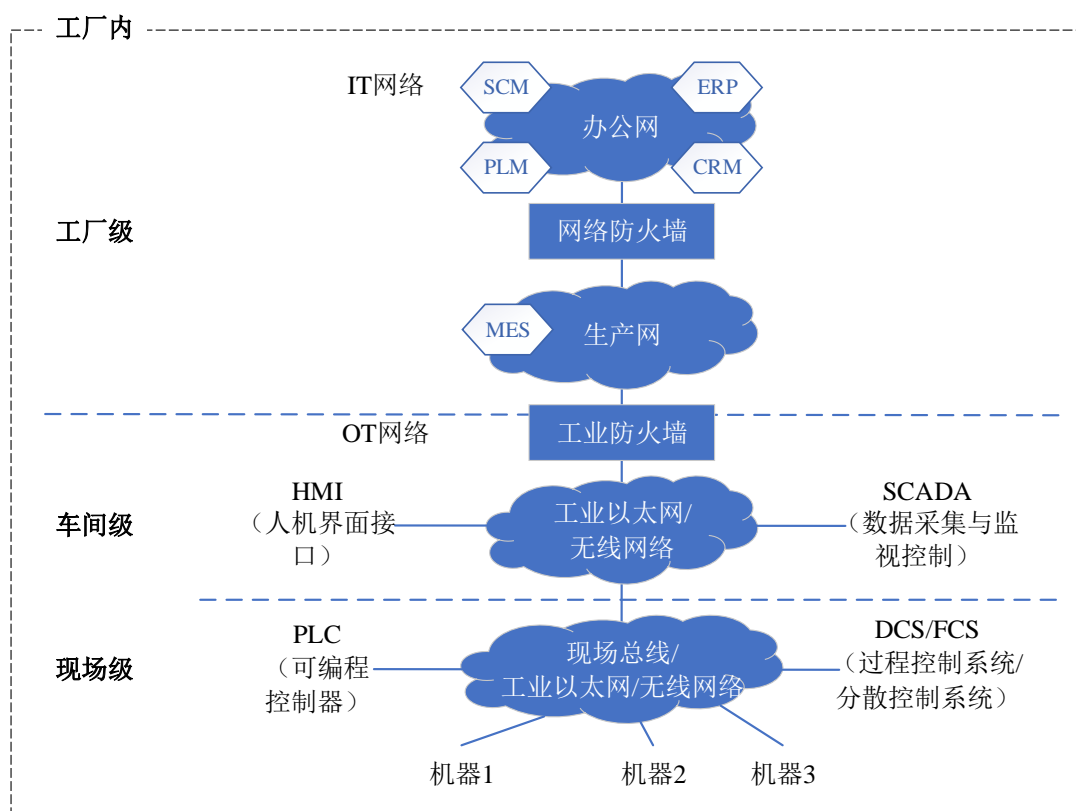 工厂内
IT网络
SCM
ERP
办公网
PLM
CRM
工厂级
网络防火墙
MES
生产网
OT网络
工业防火墙
车间级
HMI
（人机界面接
口）
工业以太网/
无线网络
SCADA
（数据采集与监
视控制）
现场级
PLC
（可编程
控制器）
现场总线/
工业以太网/无线网络
DCS/FCS
（过程控制系统/
分散控制系统）
机器1
机器2
机器3